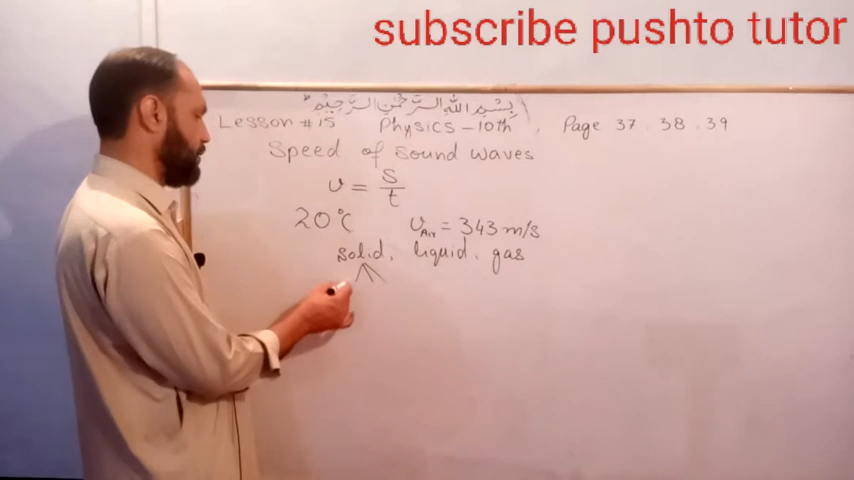 subscribe pushto tutor
بِسْمِ اللهِ الرَّحْمٰنِ الرَّحِيْمِ
Lesson #15 Physics - 10th , Page 37 . 38 . 39
Speed of Sound waves
v = S/t
20°C v Air = 343 m/s
solid, liquid, gas